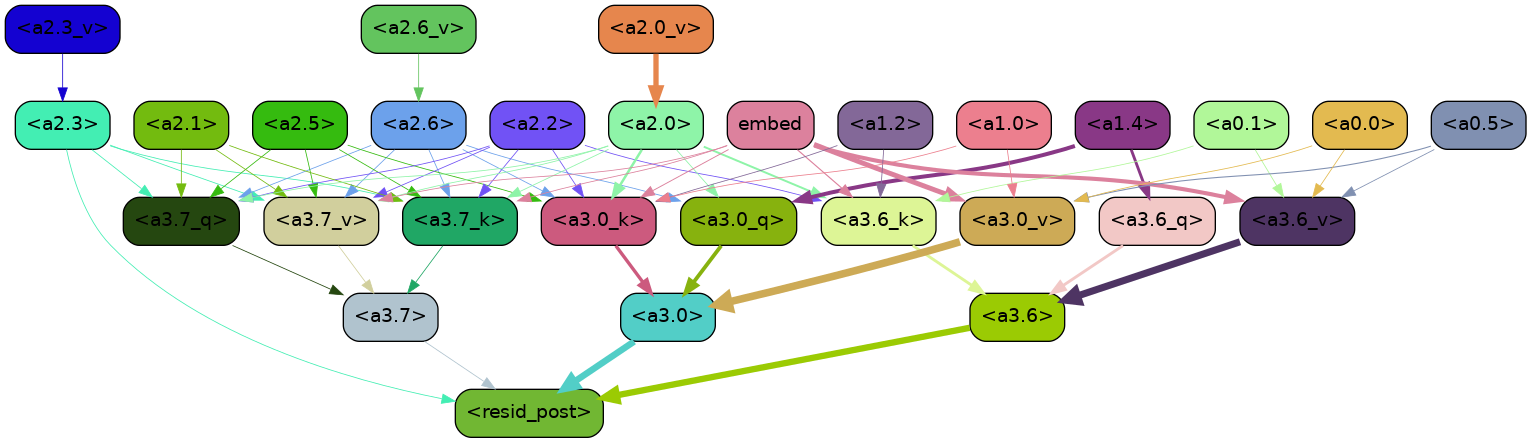 <a2.3_v> <a2.6_v> <a2.0_v>
<a2.3> <a2.1> <a2.5> <a2.6> <a2.2> <a2.0> embed <a1.2> <a1.0> <a1.4> <a0.1> <a0.0> <a0.5>
<a3.7_q> <a3.7_v> <a3.7_k> <a3.0_k> <a3.0_q> <a3.6_k> <a3.0_v> <a3.6_q> <a3.6_v>
<a3.7> <a3.0> <a3.6>
<resid_post>